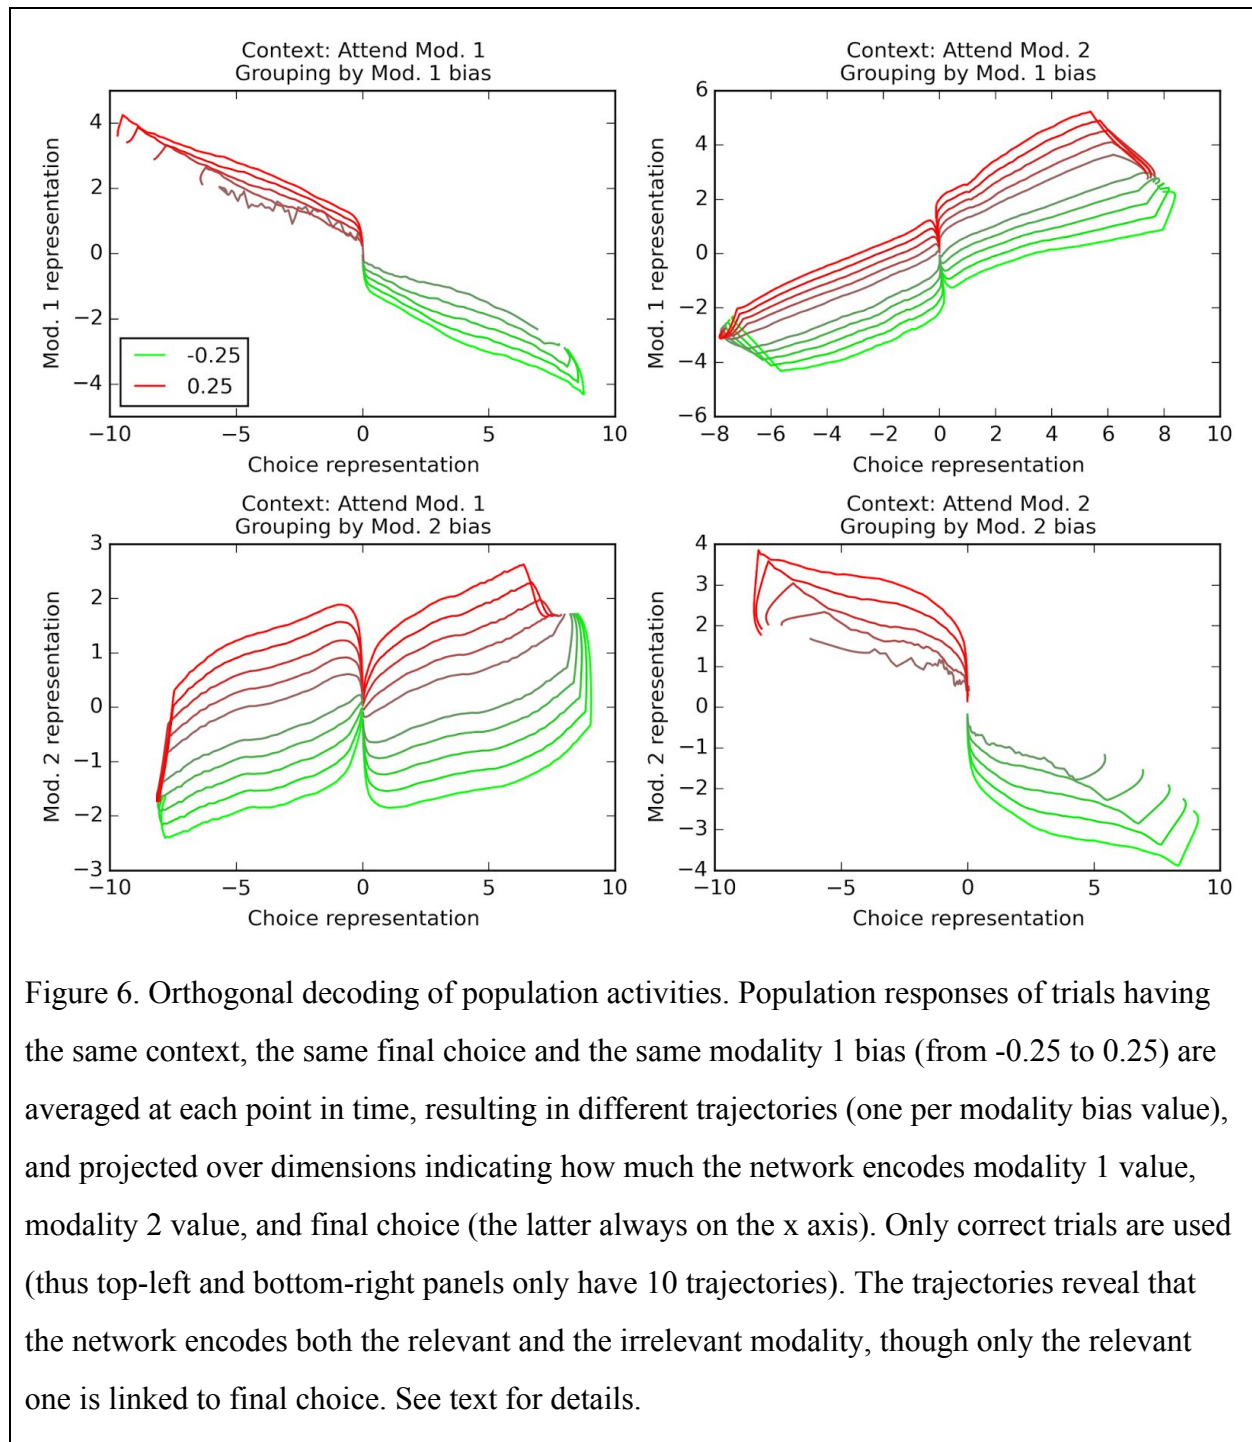 Context: Attend Mod. 1
Grouping by Mod. 1 bias
Mod. 1 representation
4
2
0
−2
−4
−10
−5
0
5
10
Choice representation
-0.25
0.25
Context: Attend Mod. 2
Grouping by Mod. 1 bias
Mod. 1 representation
6
4
2
0
−2
−4
−6
−8
−6
−4
−2
0
2
4
6
8
10
Choice representation
Context: Attend Mod. 1
Grouping by Mod. 2 bias
Mod. 2 representation
3
2
1
0
−1
−2
−3
−10
−5
0
5
10
Choice representation
Context: Attend Mod. 2
Grouping by Mod. 2 bias
Mod. 2 representation
4
3
2
1
0
−1
−2
−3
−4
−10
−5
0
5
10
Choice representation
Figure 6. Orthogonal decoding of population activities. Population responses of trials having
the same context, the same final choice and the same modality 1 bias (from -0.25 to 0.25) are
averaged at each point in time, resulting in different trajectories (one per modality bias value),
and projected over dimensions indicating how much the network encodes modality 1 value,
modality 2 value, and final choice (the latter always on the x axis). Only correct trials are used
(thus top-left and bottom-right panels only have 10 trajectories). The trajectories reveal that
the network encodes both the relevant and the irrelevant modality, though only the relevant
one is linked to final choice. See text for details.